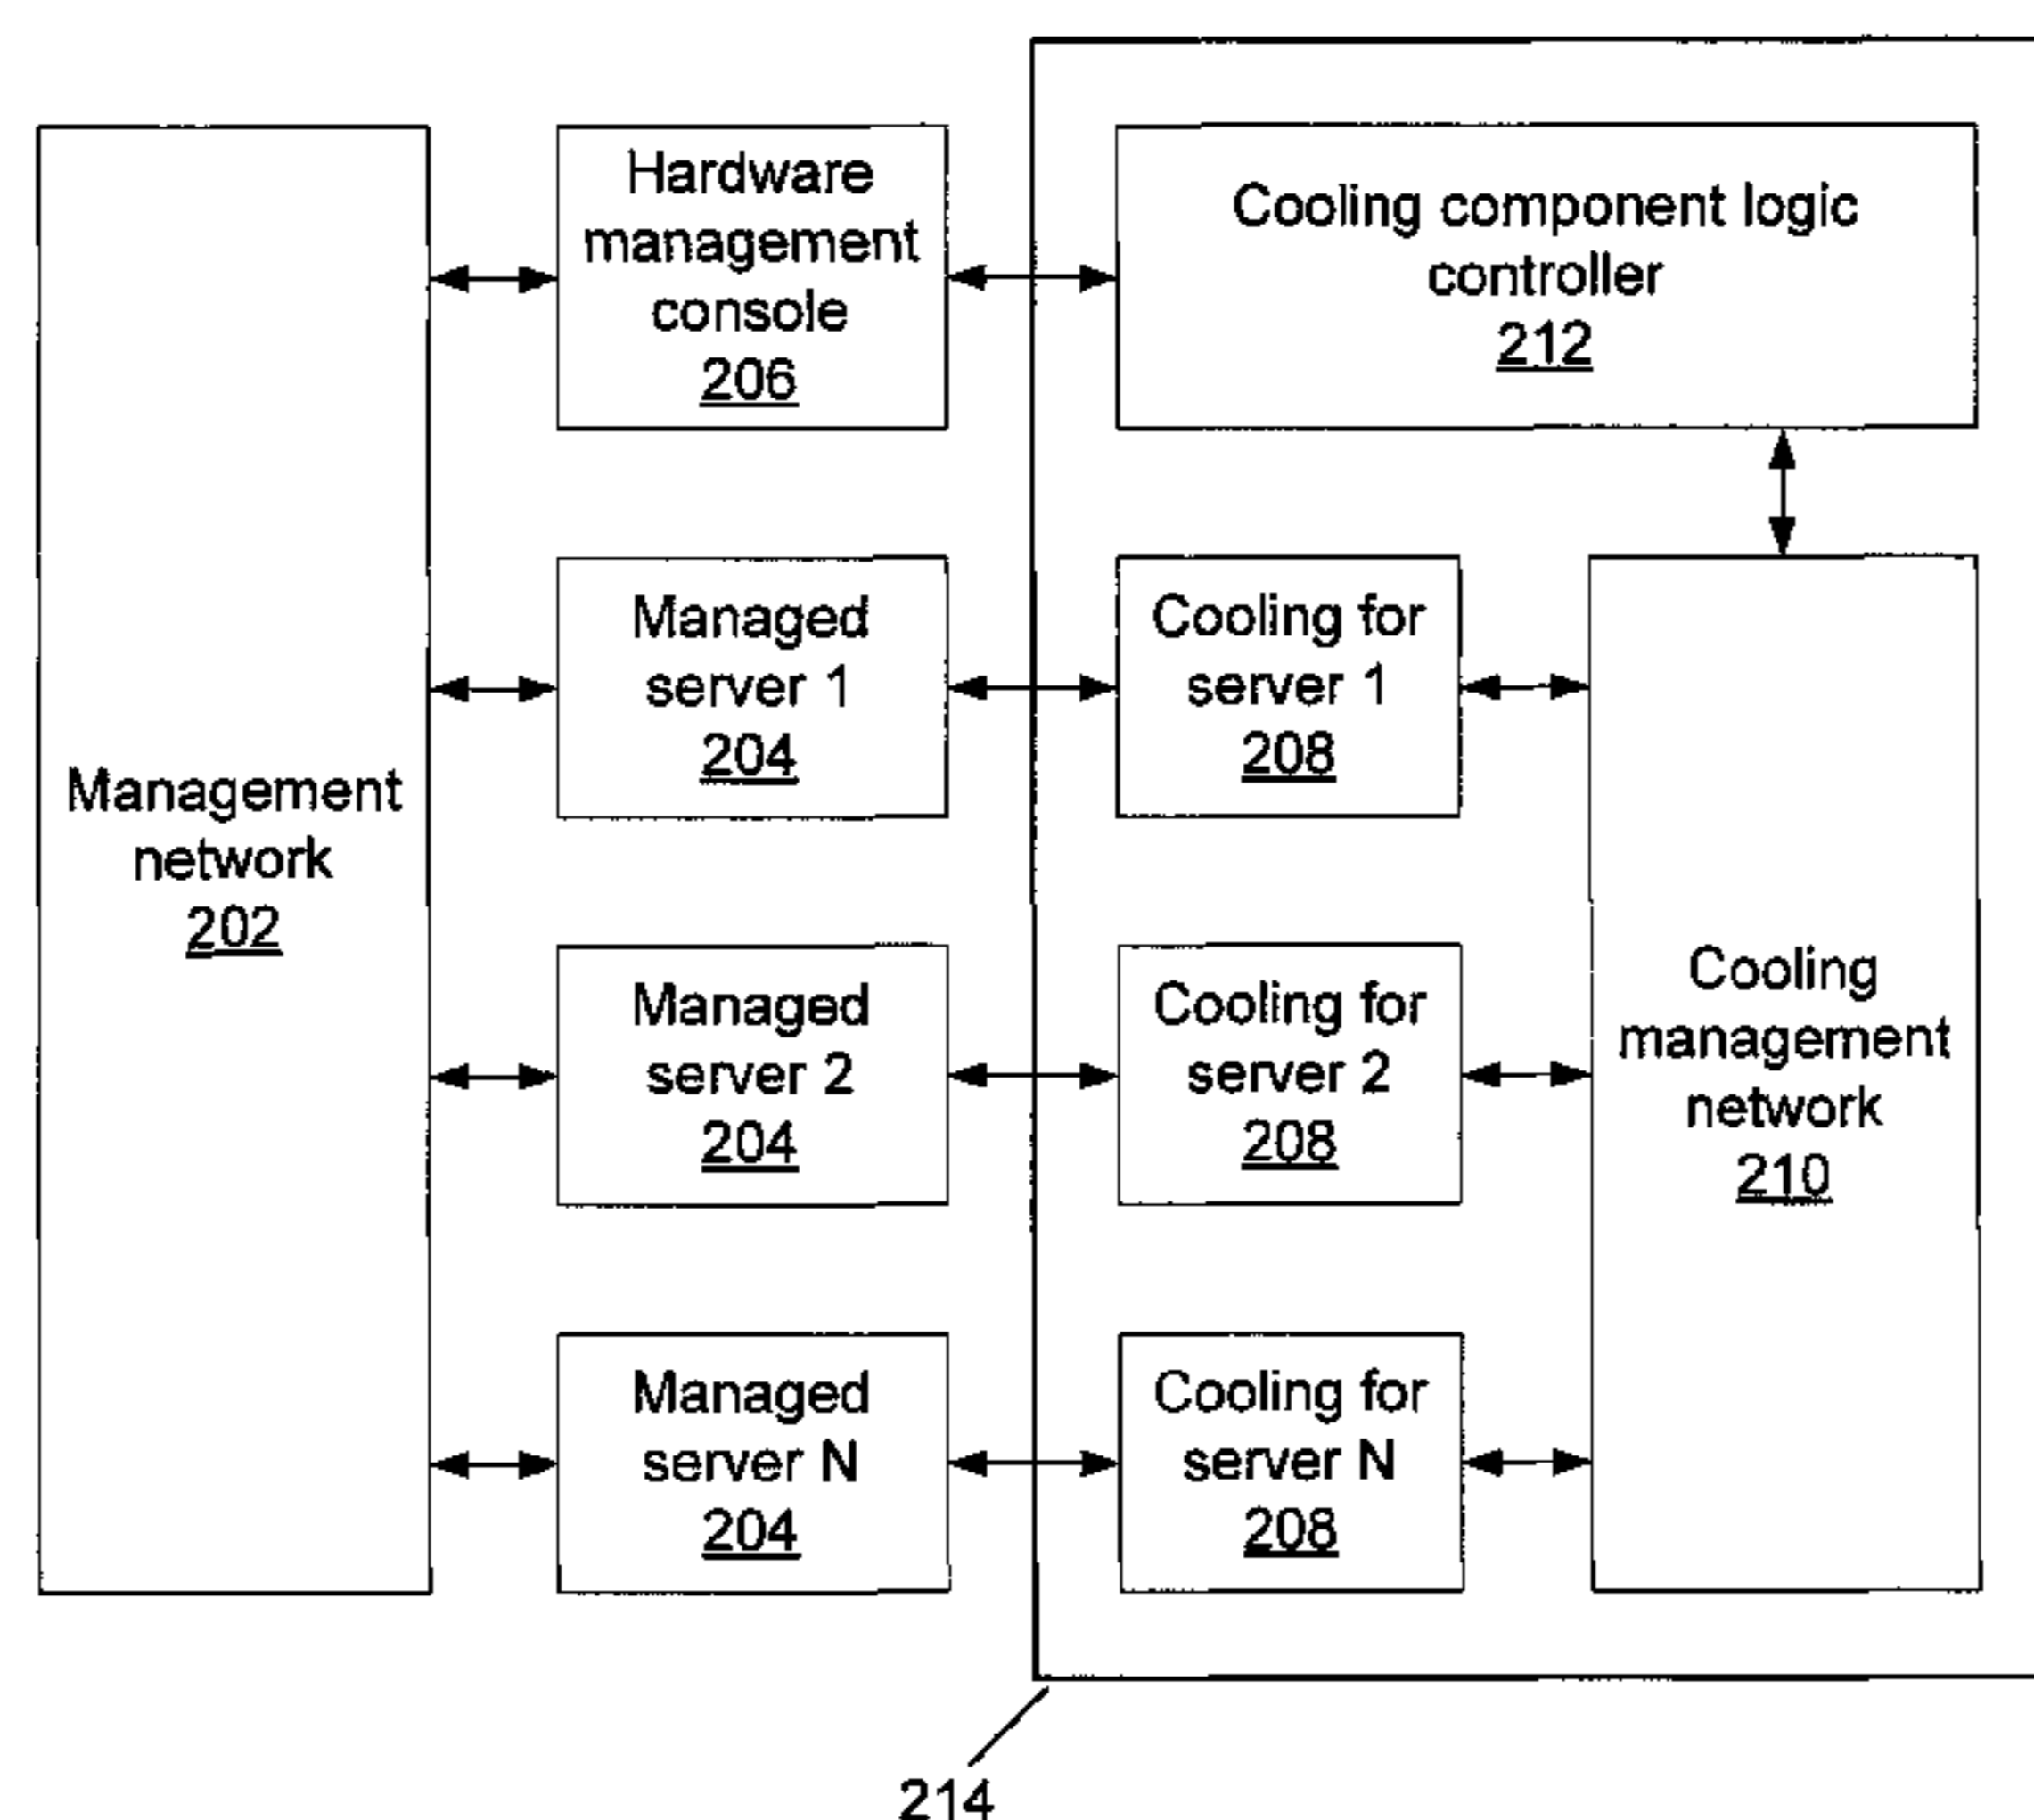 Hardware
management
console
206
Cooling component logic
controller
212
Managed
server 1
204
Cooling for
server 1
208
Management
network
202
Managed
server 2
204
Cooling for
server 2
208
Cooling
management
network
210
Managed
server N
204
Cooling for
server N
208
214